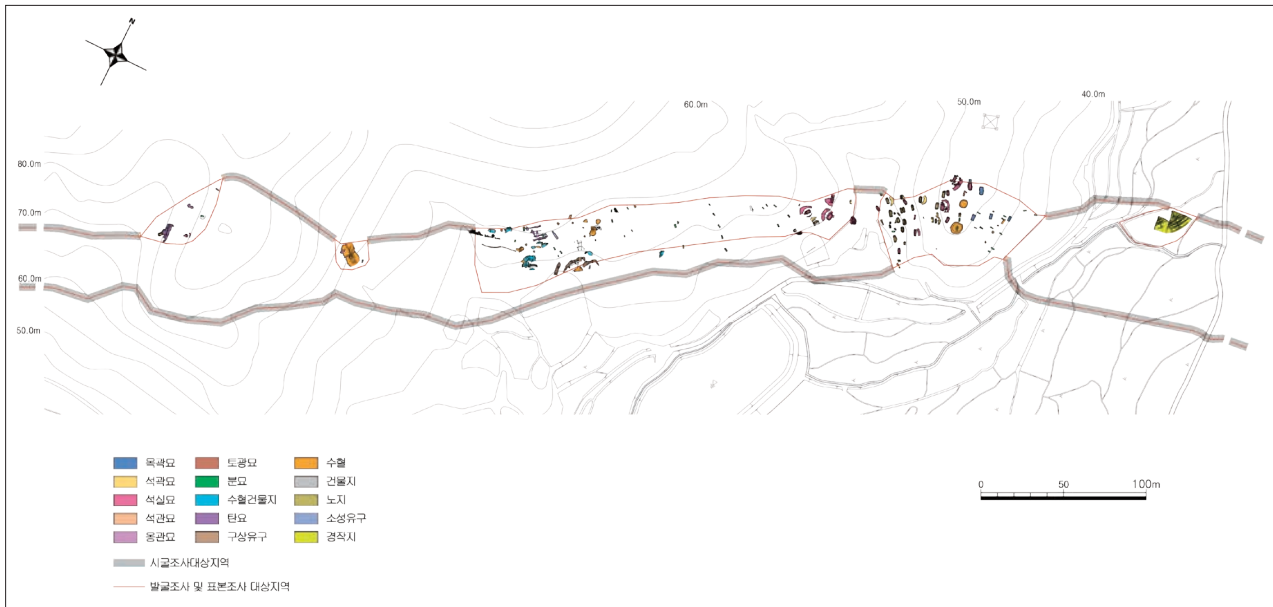 N
60.0m
50.0m
40.0m
80.0m
70.0m
60.0m
50.0m
목곽묘 토광묘 수혈
석곽묘 분묘 건물지
석실묘 수혈건물지 노지
석관묘 탄요 소성유구
옹관묘 구상유구 경작지
시굴조사대상지역
발굴조사 및 표본조사 대상지역
0 50 100m